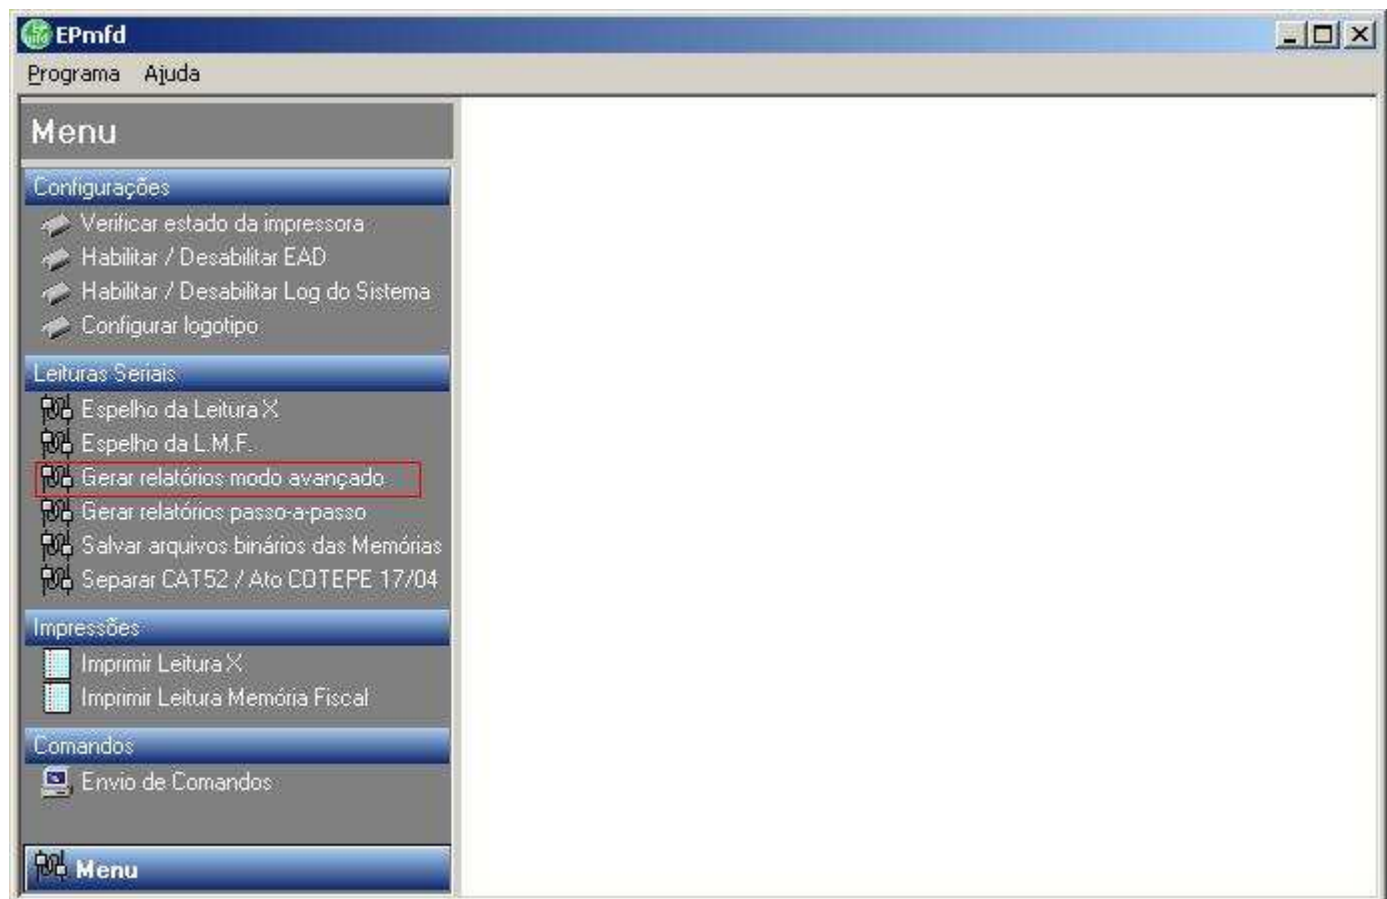 EPmfd
Programa Ajuda
Menu
Configurações
Verificar estado da impressora
Habilitar / Desabilitar EAD
Habilitar / Desabilitar Log do Sistema
Configurar logotipo
Leituras Seriais
Espelho da Leitura X
Espelho da L.M.F.
Gerar relatórios modo avançado
Gerar relatórios passo-a-passo
Salvar arquivos binários das Memórias
Separar CAT52 / Ato COTEPE 17/04
Impressões
Imprimir Leitura X
Imprimir Leitura Memória Fiscal
Comandos
Envio de Comandos
Menu